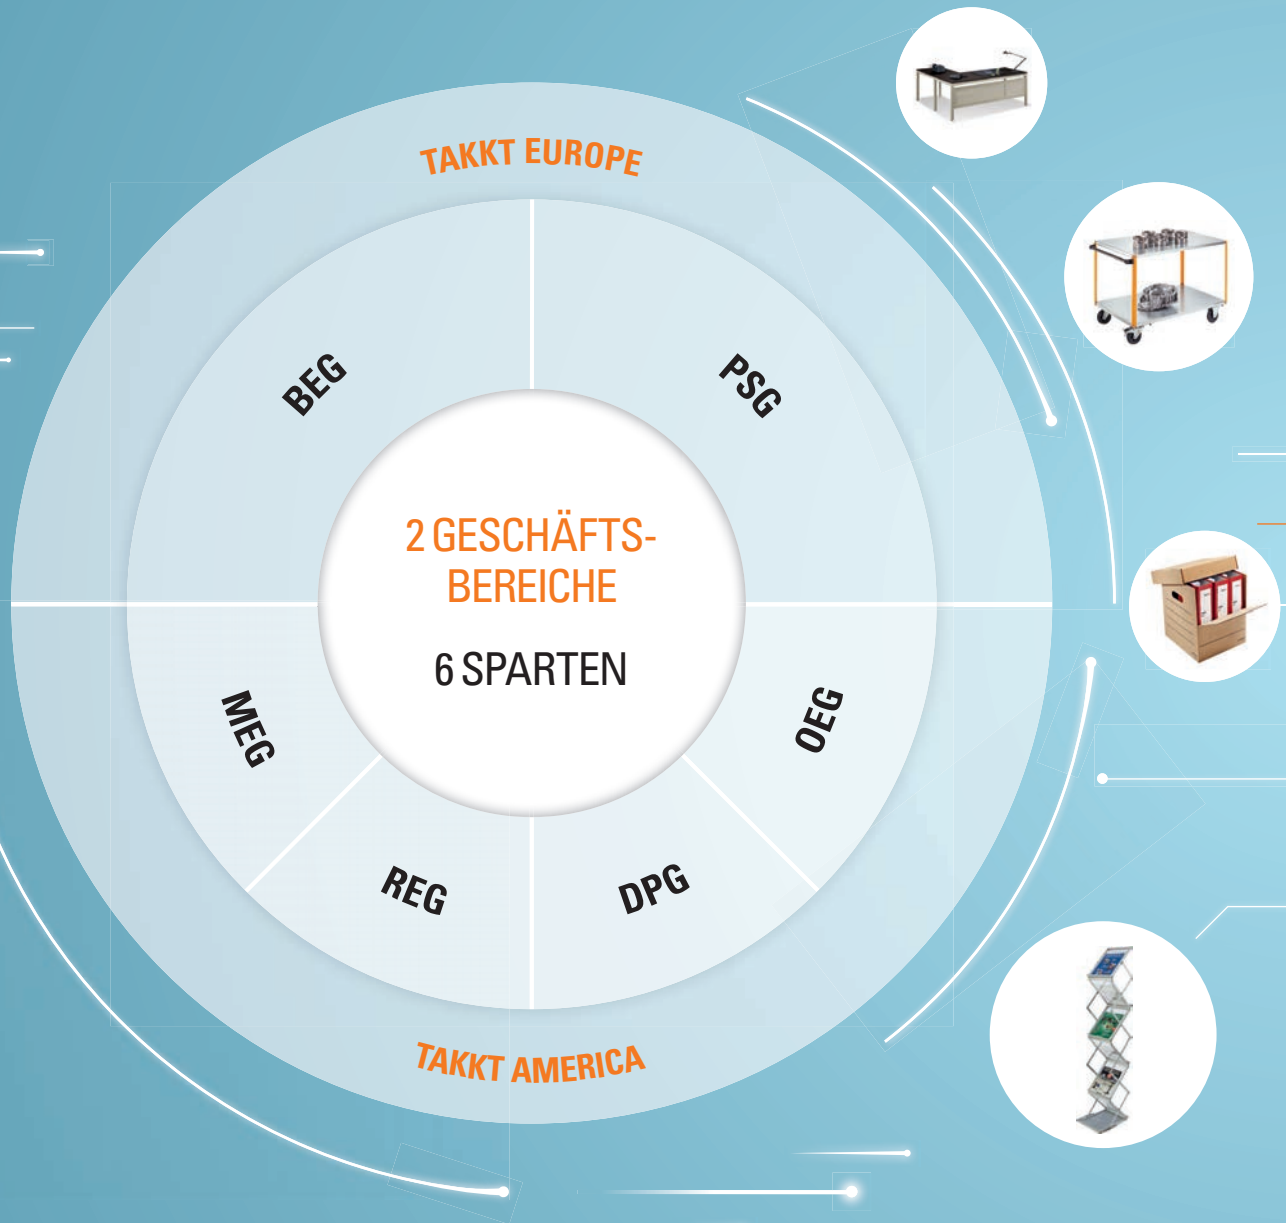 TAKKT EUROPE
BEG
PSG
2 GESCHÄFTS-
BEREICHE
6 SPARTEN
MEG
OEG
REG
DPG
TAKKT AMERICA